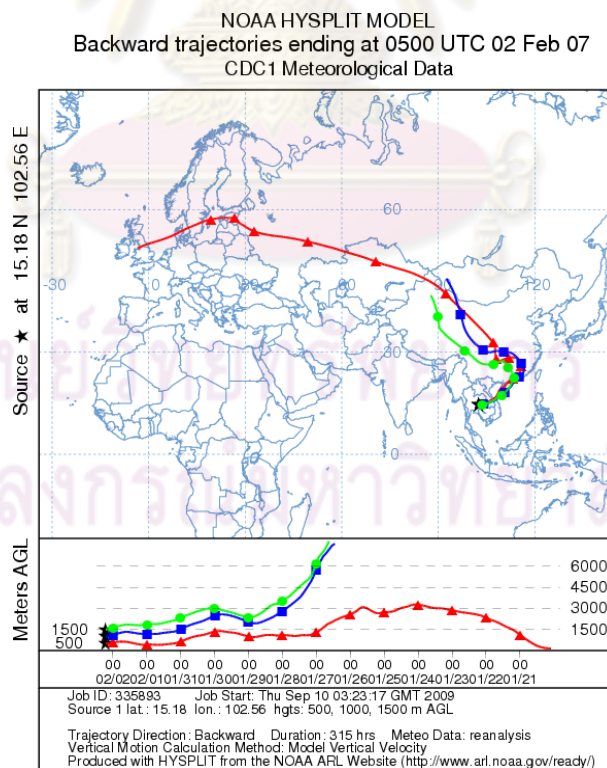 NOAA HYSPLIT MODEL
Backward trajectories ending at 0500 UTC 02 Feb 07
CDC1 Meteorological Data
Source ★ at 15.18 N 102.56 E
60
-30 0 120
30
0
Meters AGL
6000
4500
3000
1500 1500
500
00 00 00 00 00 00 00 00 00 00 00 00 00
02/02 02/01 01/31 01/30 01/29 01/28 01/27 01/26 01/25 01/24 01/23 01/22 01/21
Job ID: 335893 Job Start: Thu Sep 10 03:23:17 GMT 2009
Source 1 lat.: 15.18 lon.: 102.56 hgts: 500, 1000, 1500 m AGL
Trajectory Direction: Backward Duration: 315 hrs Meteo Data: reanalysis
Vertical Motion Calculation Method: Model Vertical Velocity
Produced with HYSPLIT from the NOAA ARL Website (http://www.arl.noaa.gov/ready/)